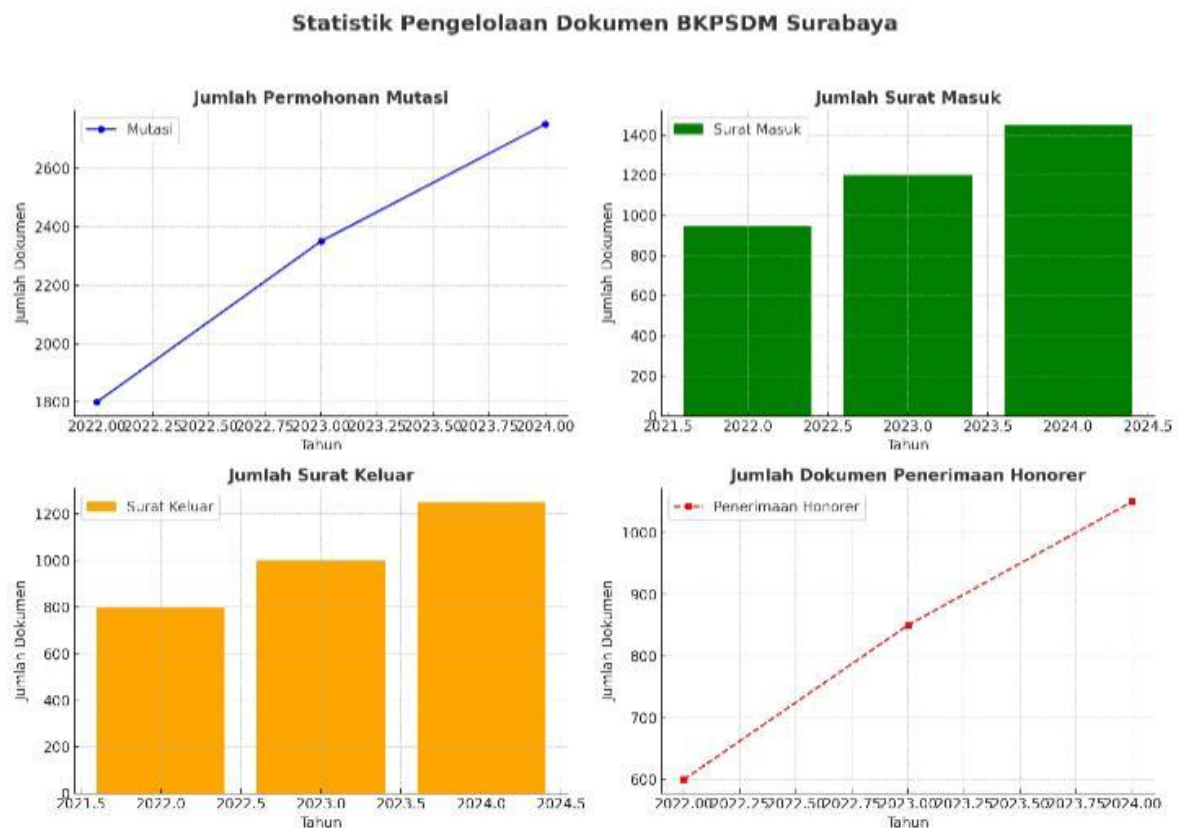 Statistik Pengelolaan Dokumen BKPSDM Surabaya
Jumlah Permohonan Mutasi
Mutasi
Jumlah Dokumen
2600
2400
2200
2000
1800
2022.00 2022.25 2022.50 2022.75 2023.00 2023.25 2023.50 2023.75 2024.00
Tahun
Jumlah Surat Masuk
Surat Masuk
Jumlah Dokumen
1400
1200
1000
800
600
400
200
0
2021.5 2022.0 2022.5 2023.0 2023.5 2024.0 2024.5
Tahun
Jumlah Surat Keluar
Surat Keluar
Jumlah Dokumen
1200
1000
800
600
400
200
0
2021.5 2022.0 2022.5 2023.0 2023.5 2024.0 2024.5
Tahun
Jumlah Dokumen Penerimaan Honorer
Penerimaan Honorer
Jumlah Dokumen
1000
900
800
700
600
2022.00 2022.25 2022.50 2022.75 2023.00 2023.25 2023.50 2023.75 2024.00
Tahun